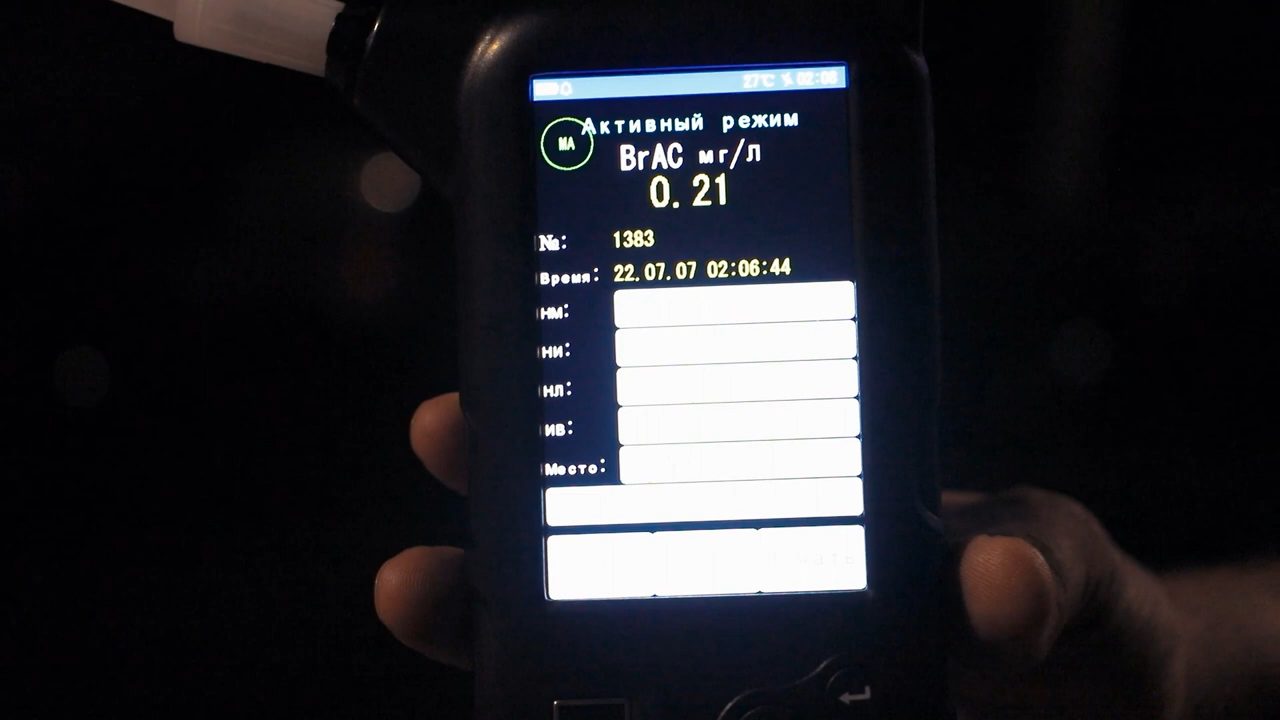 27℃ 02:06
Активный режим
MA
BrAC мг/л
0.21
№: 1383
Время: 22.07.07 02:06:44
НМ:
НИ:
НЛ:
ИВ:
Место: